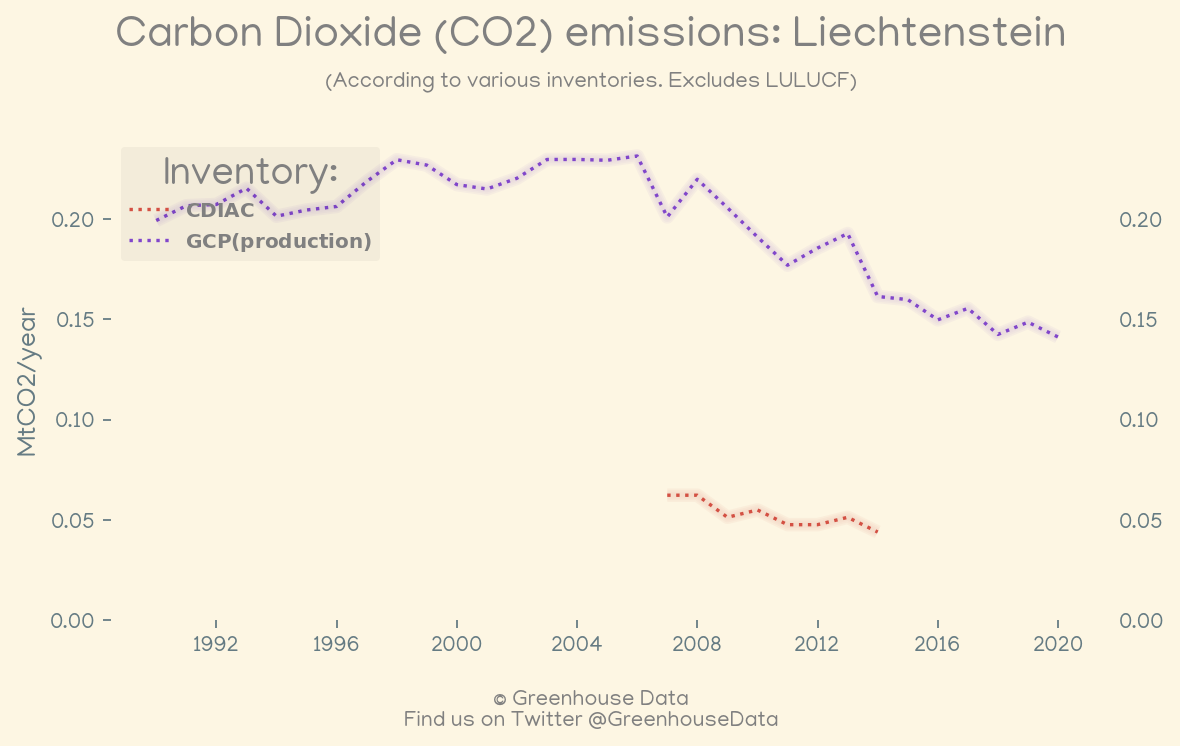 Carbon Dioxide (CO2) emissions: Liechtenstein
(According to various inventories. Excludes LULUCF)
Inventory:
CDIAC
GCP(production)
MtCO2/year
0.20
0.15
0.10
0.05
0.00
0.20
0.15
0.10
0.05
0.00
1992 1996 2000 2004 2008 2012 2016 2020
© Greenhouse Data
Find us on Twitter @GreenhouseData